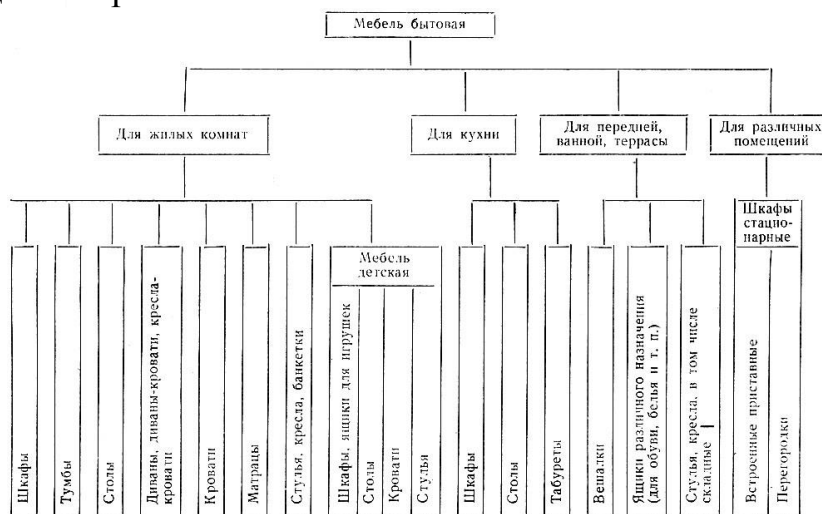 Мебель бытовая
Для жилых комнат
Для кухни
Для передней,
ванной, террасы
Для различных
помещений
Шкафы
Тумбы
Столы
Диваны, диваны-кровати, кресла-
кровати
Кровати
Матрацы
Стулья, кресла, банкетки
Мебель
детская
Шкафы, ящики для игрушек
Столы
Кровати
Стулья
Шкафы
Столы
Табуреты
Вешалки
Ящики различного назначения
(для обуви, белья и т. п.)
Стулья, кресла, в том числе
складные
Шкафы
стацио-
нарные
Встроенные приставные
Перегородки